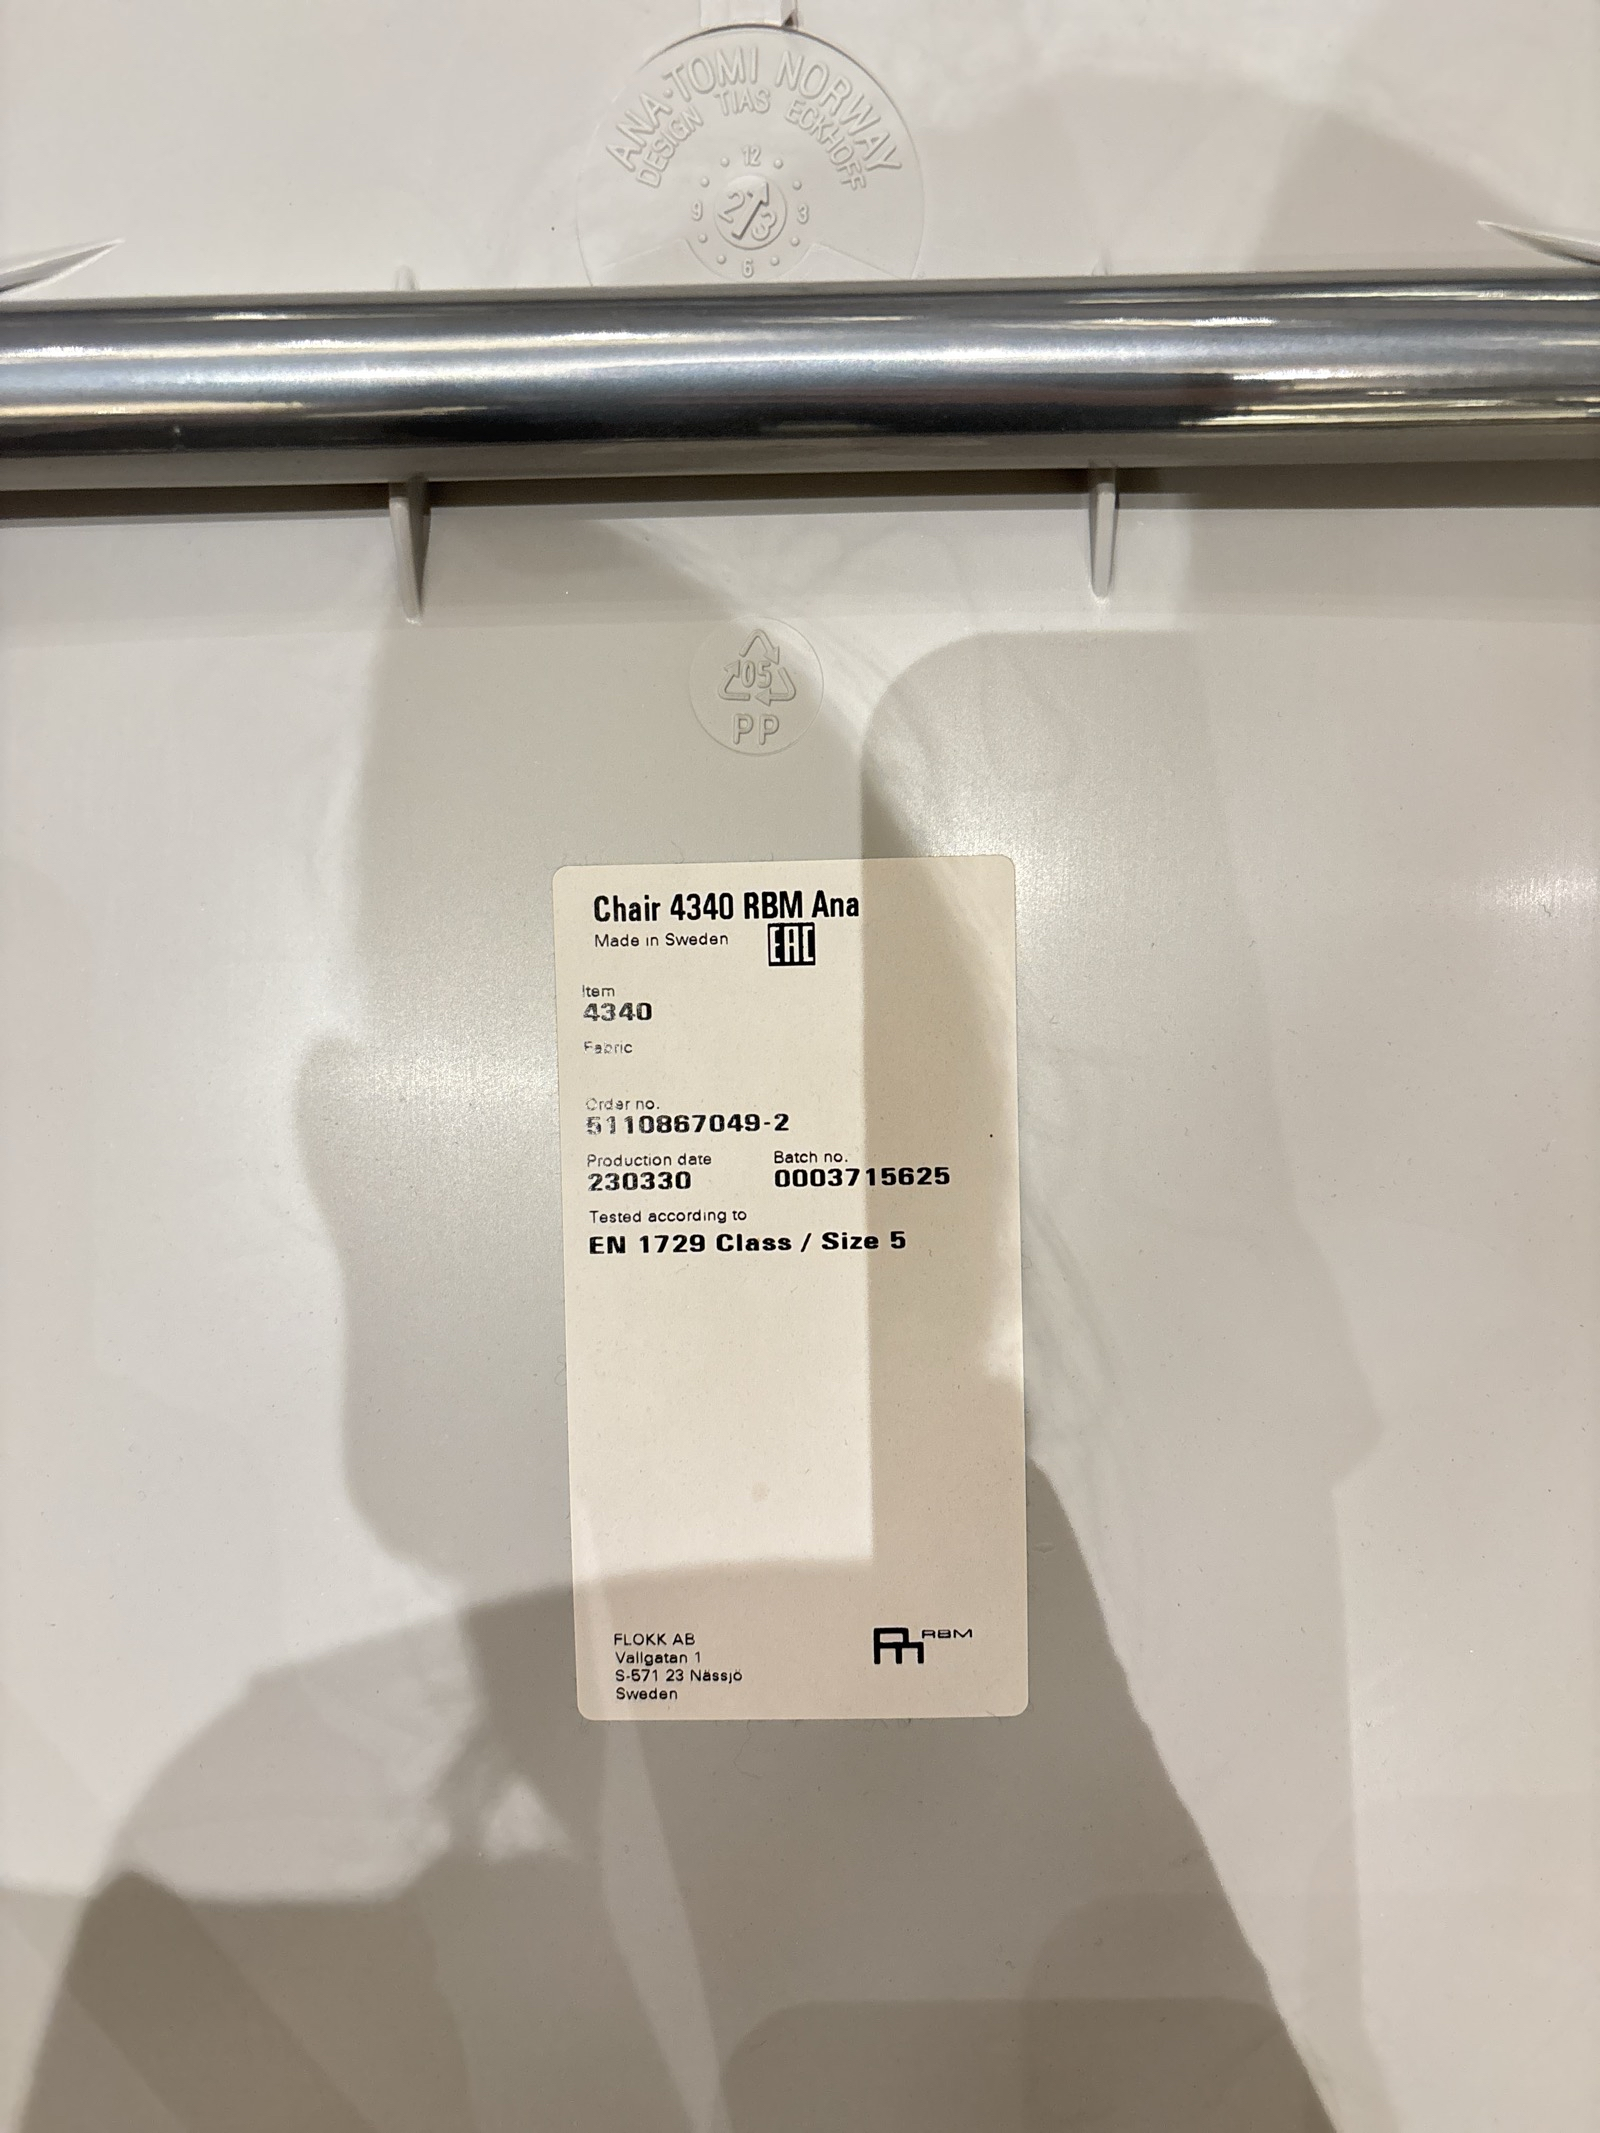 ANA·TOMI NORWAY
DESIGN TIAS ECKHOFF
12
9 23 3
6
05
PP
Chair 4340 RBM Ana
Made in Sweden EAC
Item
4340
Fabric
Order no.
5110867049-2
Production date Batch no.
230330 0003715625
Tested according to
EN 1729 Class / Size 5
FLOKK AB
Vallgatan 1
S-571 23 Nässjö
Sweden
RBM